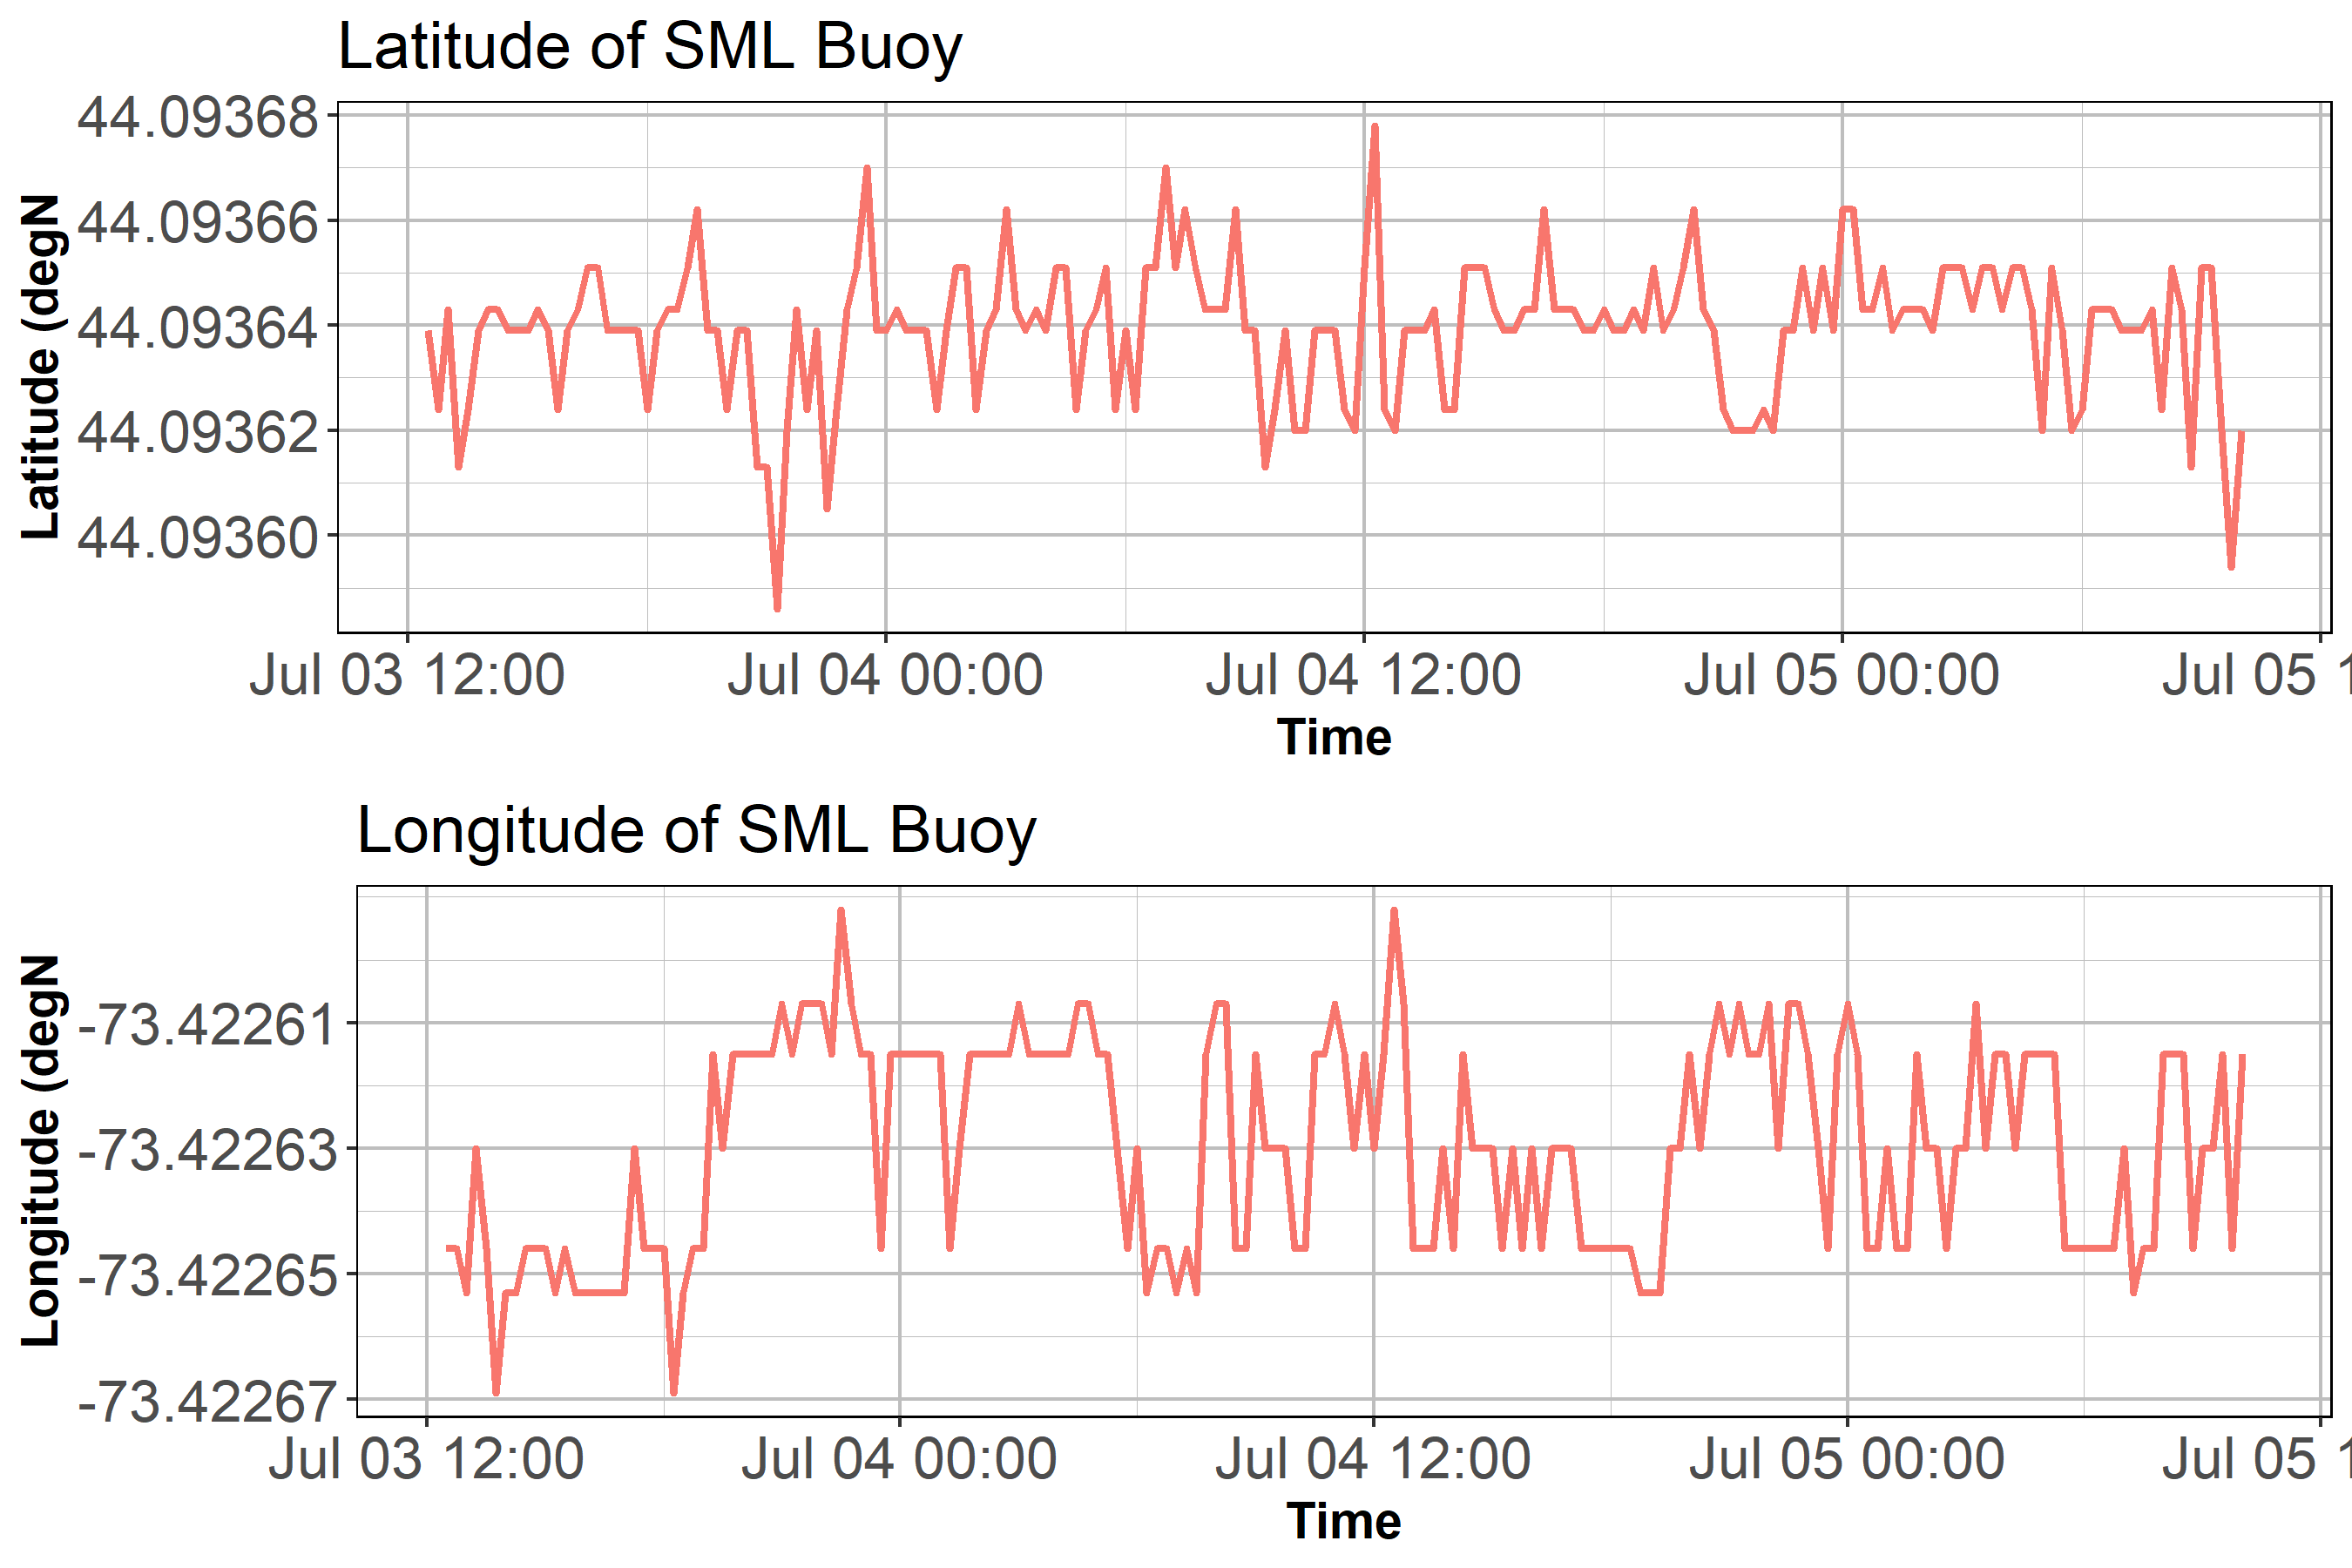 Latitude of SML Buoy
Latitude (degN
44.09368
44.09366
44.09364
44.09362
44.09360
Jul 03 12:00 Jul 04 00:00 Jul 04 12:00 Jul 05 00:00 Jul 05 1
Time
Longitude of SML Buoy
Longitude (degN
-73.42261
-73.42263
-73.42265
-73.42267
Jul 03 12:00 Jul 04 00:00 Jul 04 12:00 Jul 05 00:00 Jul 05 1
Time